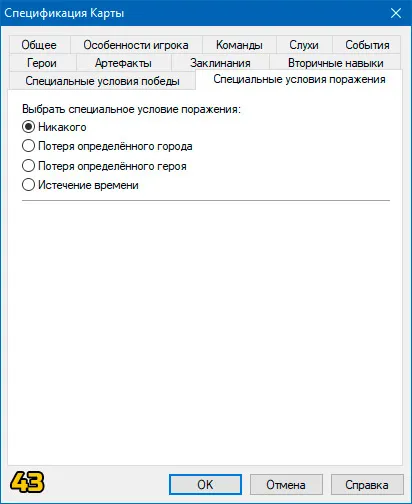 Спецификация Карты
Общее Особенности игрока Команды Слухи События
Герои Артефакты Заклинания Вторичные навыки
Специальные условия победы Специальные условия поражения
Выбрать специальное условие поражения:
Никакого
Потеря определённого города
Потеря определённого героя
Истечение времени
43
OK Отмена Справка